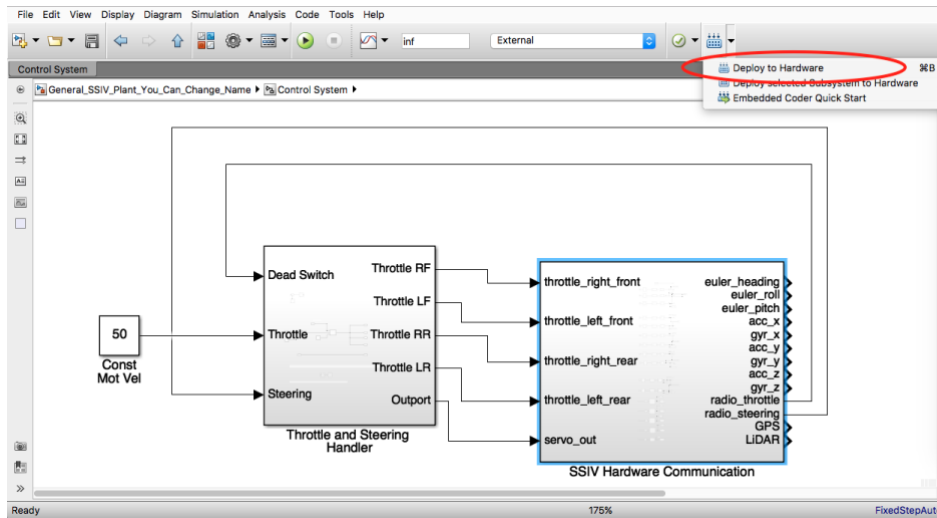 File Edit View Display Diagram Simulation Analysis Code Tools Help
inf
External
Control System
Deploy to Hardware ⌘B
Deploy selected Subsystem to Hardware
Embedded Coder Quick Start
General_SSIV_Plant_You_Can_Change_Name ▶ Control System ▶
Dead Switch
Throttle
Steering
Throttle RF
Throttle LF
Throttle RR
Throttle LR
Outport
50
Const
Mot Vel
Throttle and Steering
Handler
throttle_right_front
throttle_left_front
throttle_right_rear
throttle_left_rear
servo_out
euler_heading
euler_roll
euler_pitch
acc_x
gyr_x
acc_y
gyr_y
acc_z
gyr_z
radio_throttle
radio_steering
GPS
LiDAR
SSIV Hardware Communication
Ready
175%
FixedStepAut